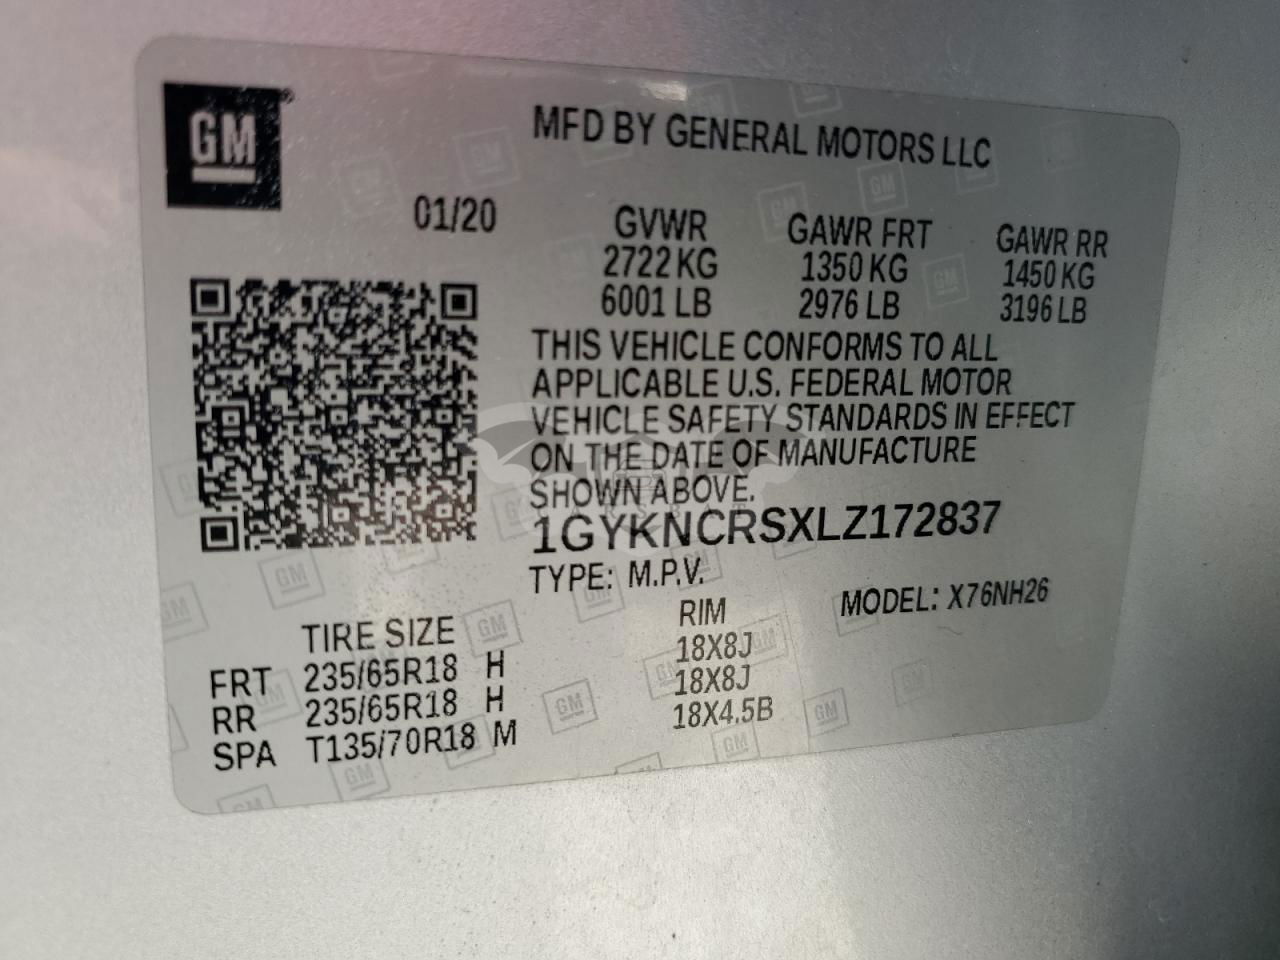 GM
MFD BY GENERAL MOTORS LLC
01/20
GVWR GAWR FRT GAWR RR
2722 KG 1350 KG 1450 KG
6001 LB 2976 LB 3196 LB
THIS VEHICLE CONFORMS TO ALL
APPLICABLE U.S. FEDERAL MOTOR
VEHICLE SAFETY STANDARDS IN EFFECT
ON THE DATE OF MANUFACTURE
SHOWN ABOVE.
1GYKNCRSXLZ172837
TYPE: M.P.V. MODEL: X76NH26
TIRE SIZE RIM
FRT 235/65R18 H 18X8J
RR 235/65R18 H 18X8J
SPA T135/70R18 M 18X4.5B